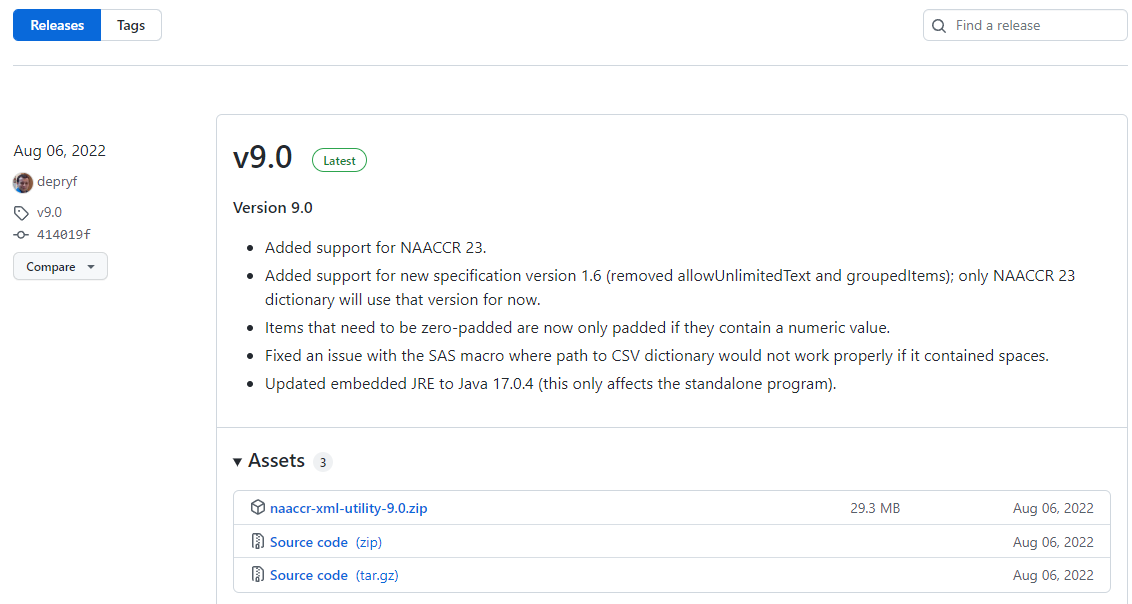 Releases
Tags
Find a release
Aug 06, 2022
depryf
v9.0
414019f
Compare
v9.0
Latest
Version 9.0
• Added support for NAACCR 23.
• Added support for new specification version 1.6 (removed allowUnlimitedText and groupedItems); only NAACCR 23
dictionary will use that version for now.
• Items that need to be zero-padded are now only padded if they contain a numeric value.
• Fixed an issue with the SAS macro where path to CSV dictionary would not work properly if it contained spaces.
• Updated embedded JRE to Java 17.0.4 (this only affects the standalone program).
Assets 3
naaccr-xml-utility-9.0.zip 29.3 MB Aug 06, 2022
Source code (zip) Aug 06, 2022
Source code (tar.gz) Aug 06, 2022